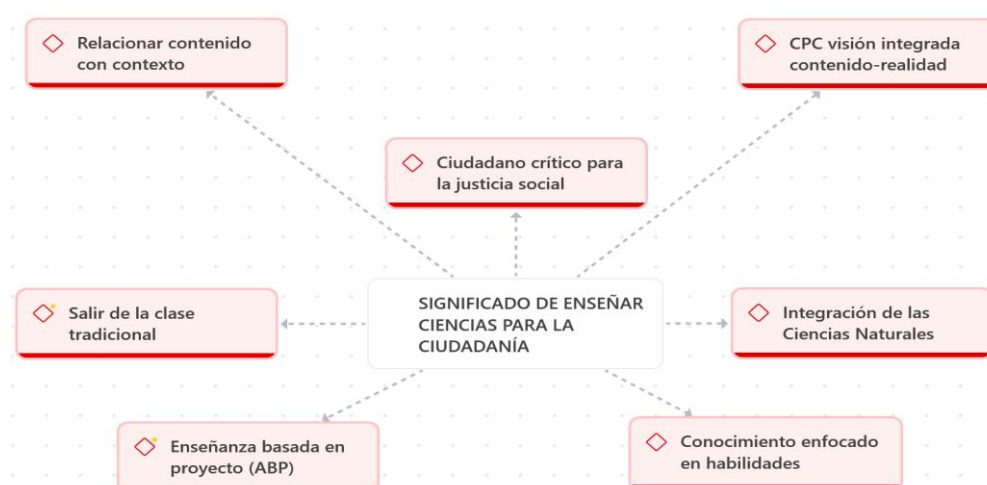 Relacionar contenido
con contexto
CPC visión integrada
contenido-realidad
Ciudadano crítico para
la justicia social
SIGNIFICADO DE ENSEÑAR
CIENCIAS PARA LA
CIUDADANÍA
Salir de la clase
tradicional
Integración de las
Ciencias Naturales
Enseñanza basada en
proyecto (ABP)
Conocimiento enfocado
en habilidades